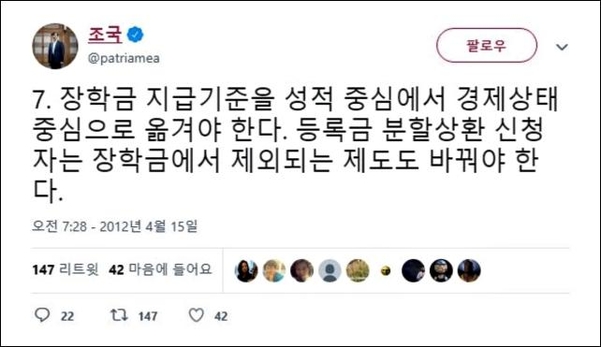 조국
@patriamea
팔로우
7. 장학금 지급기준을 성적 중심에서 경제상태
중심으로 옮겨야 한다. 등록금 분할상환 신청
자는 장학금에서 제외되는 제도도 바꿔야 한
다.
오전 7:28 - 2012년 4월 15일
147 리트윗 42 마음에 들어요
22 147 42